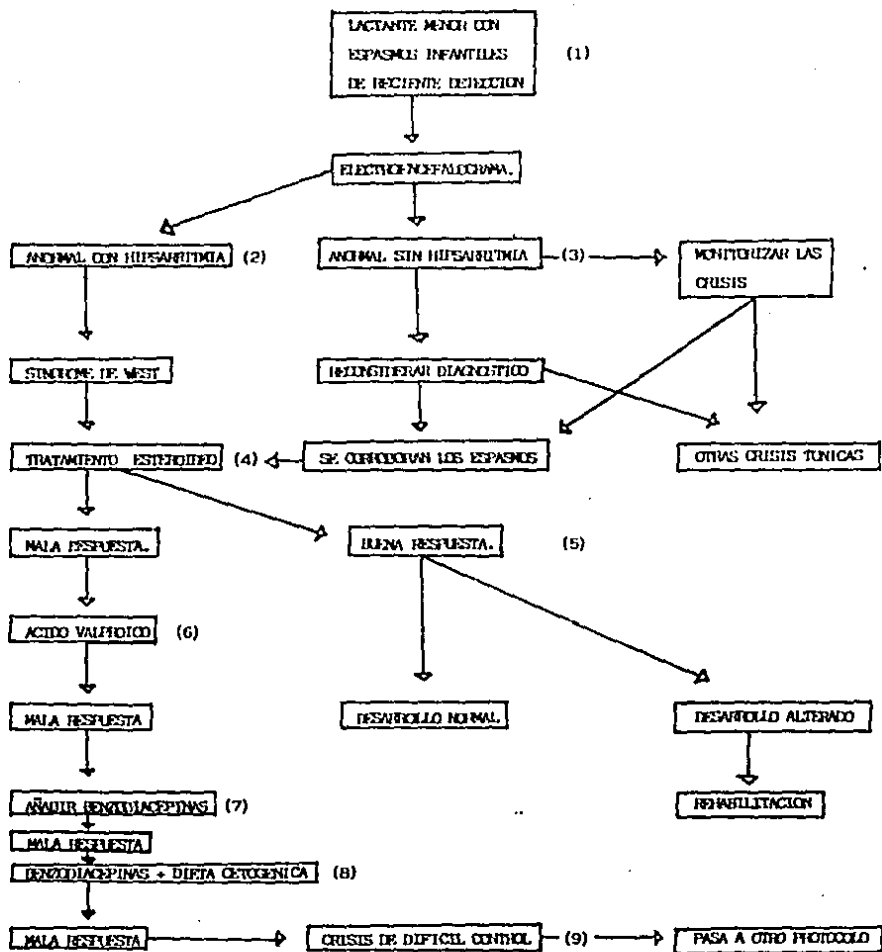 LACTANTE MENOR CON
ESPASMOS INFANTILES
DE RECIENTE DETECCION
(1)
ELECTROENCEFALOGRAMA.
ANORMAL CON HIPSARRITMIA (2)
ANORMAL SIN HIPSARRITMIA (3)
MONITORIZAR LAS
CRISIS
SINDROME DE WEST
RECONSIDERAR DIAGNOSTICO
TRATAMIENTO ESTEROIDEO (4)
SE CORROBORAN LOS ESPASMOS
OTRAS CRISIS TONICAS
MALA RESPUESTA.
BUENA RESPUESTA. (5)
ACIDO VALPROICO (6)
MALA RESPUESTA
DESARROLLO NORMAL
DESARROLLO ALTERADO
AÑADIR BENZODIACEPINAS (7)
REHABILITACION
MALA RESPUESTA
BENZODIACEPINAS + DIETA CETOGENICA (8)
MALA RESPUESTA
CRISIS DE DIFICIL CONTROL (9)
PASA A OTRO PROTOCOLO